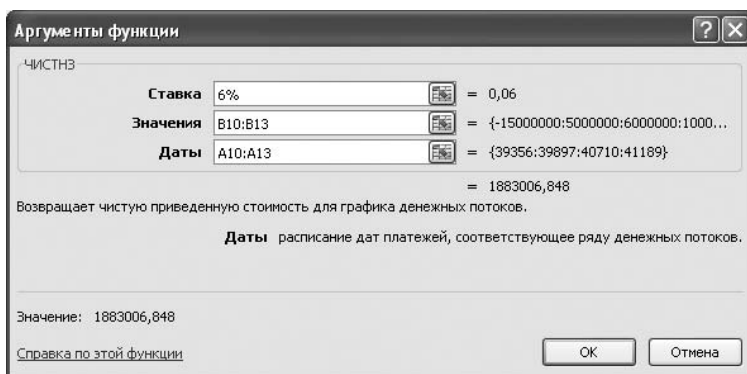 Аргументы функции
ЧИСТНЗ
Ставка 6% = 0,06
Значения B10:B13 = {-15000000:5000000:6000000:1000...
Даты A10:A13 = {39356:39897:40710:41189}
= 1883006,848
Возвращает чистую приведенную стоимость для графика денежных потоков.
Даты расписание дат платежей, соответствующее ряду денежных потоков.
Значение: 1883006,848
Справка по этой функции
ОК Отмена